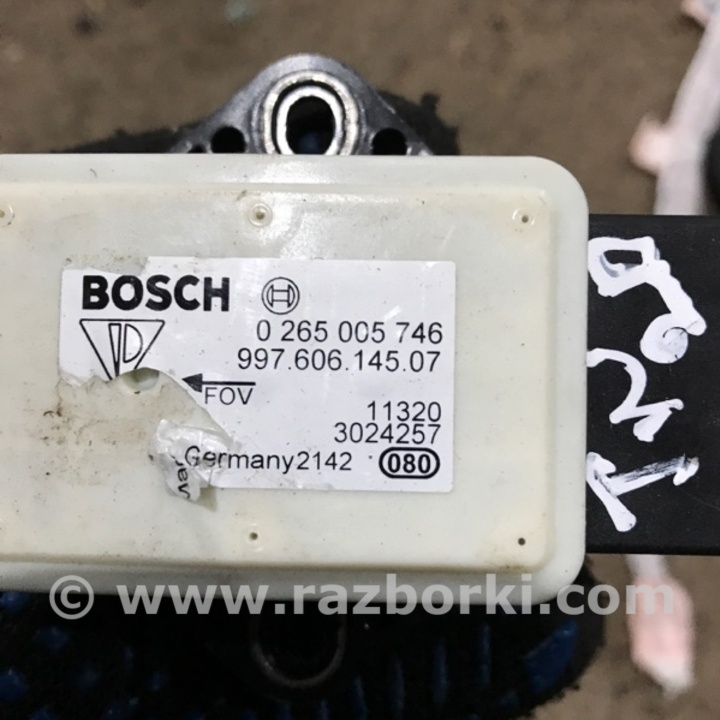 BOSCH
0 265 005 746
997.606.145.07
FOV
11320
3024257
Germany2142 080
© www.razborki.com